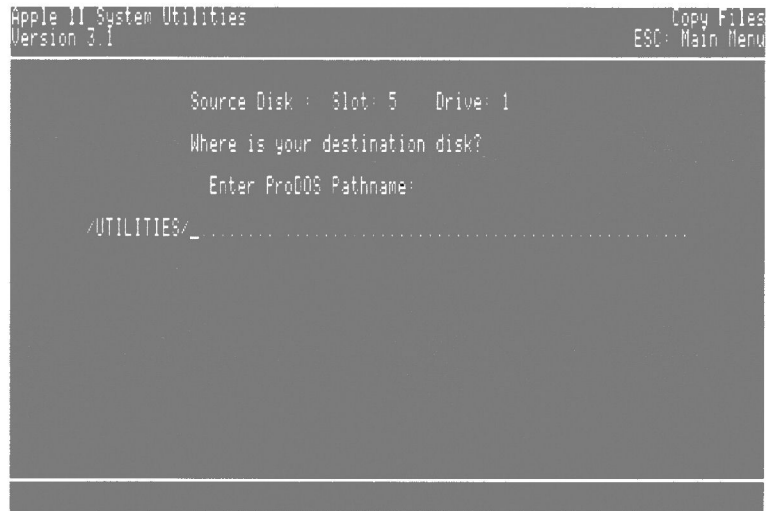 Apple II System Utilities Copy Files
Version 3.1 ESC: Main Menu
Source Disk : Slot: 5 Drive: 1
Where is your destination disk?
Enter ProDOS Pathname:
/UTILITIES/_